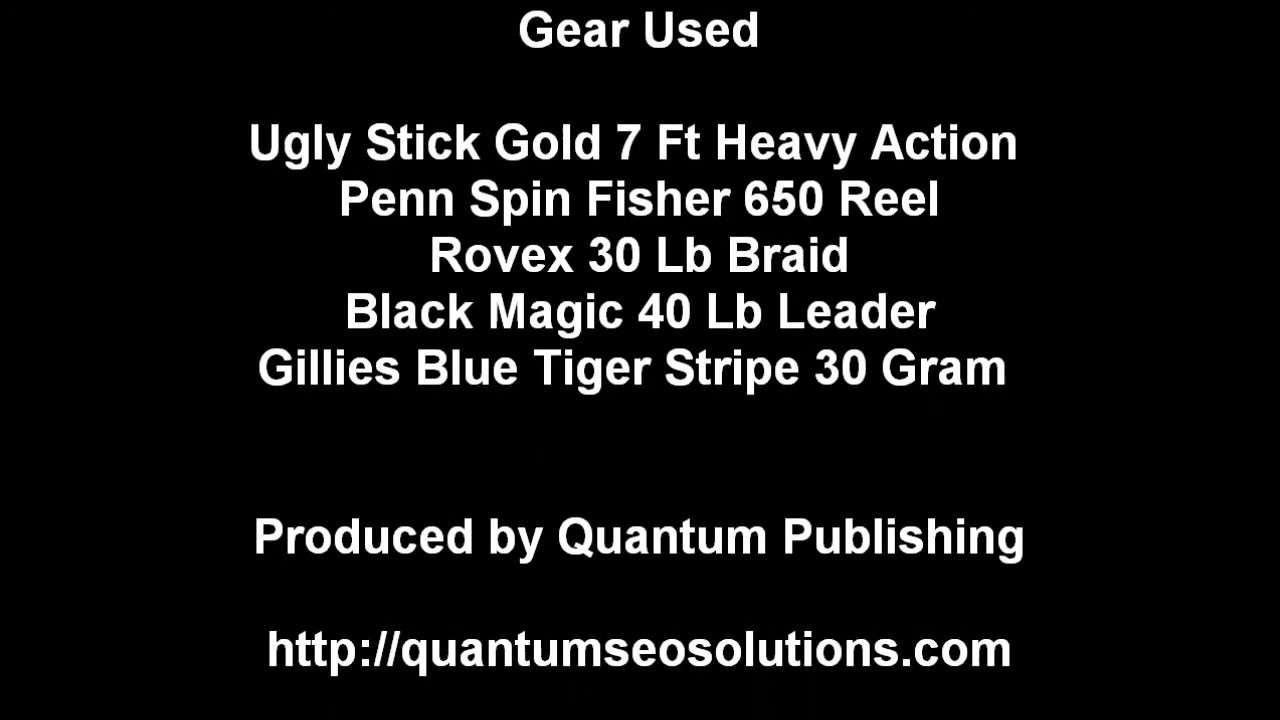 Gear Used
Ugly Stick Gold 7 Ft Heavy Action
Penn Spin Fisher 650 Reel
Rovex 30 Lb Braid
Black Magic 40 Lb Leader
Gillies Blue Tiger Stripe 30 Gram
Produced by Quantum Publishing
http://quantumseosolutions.com